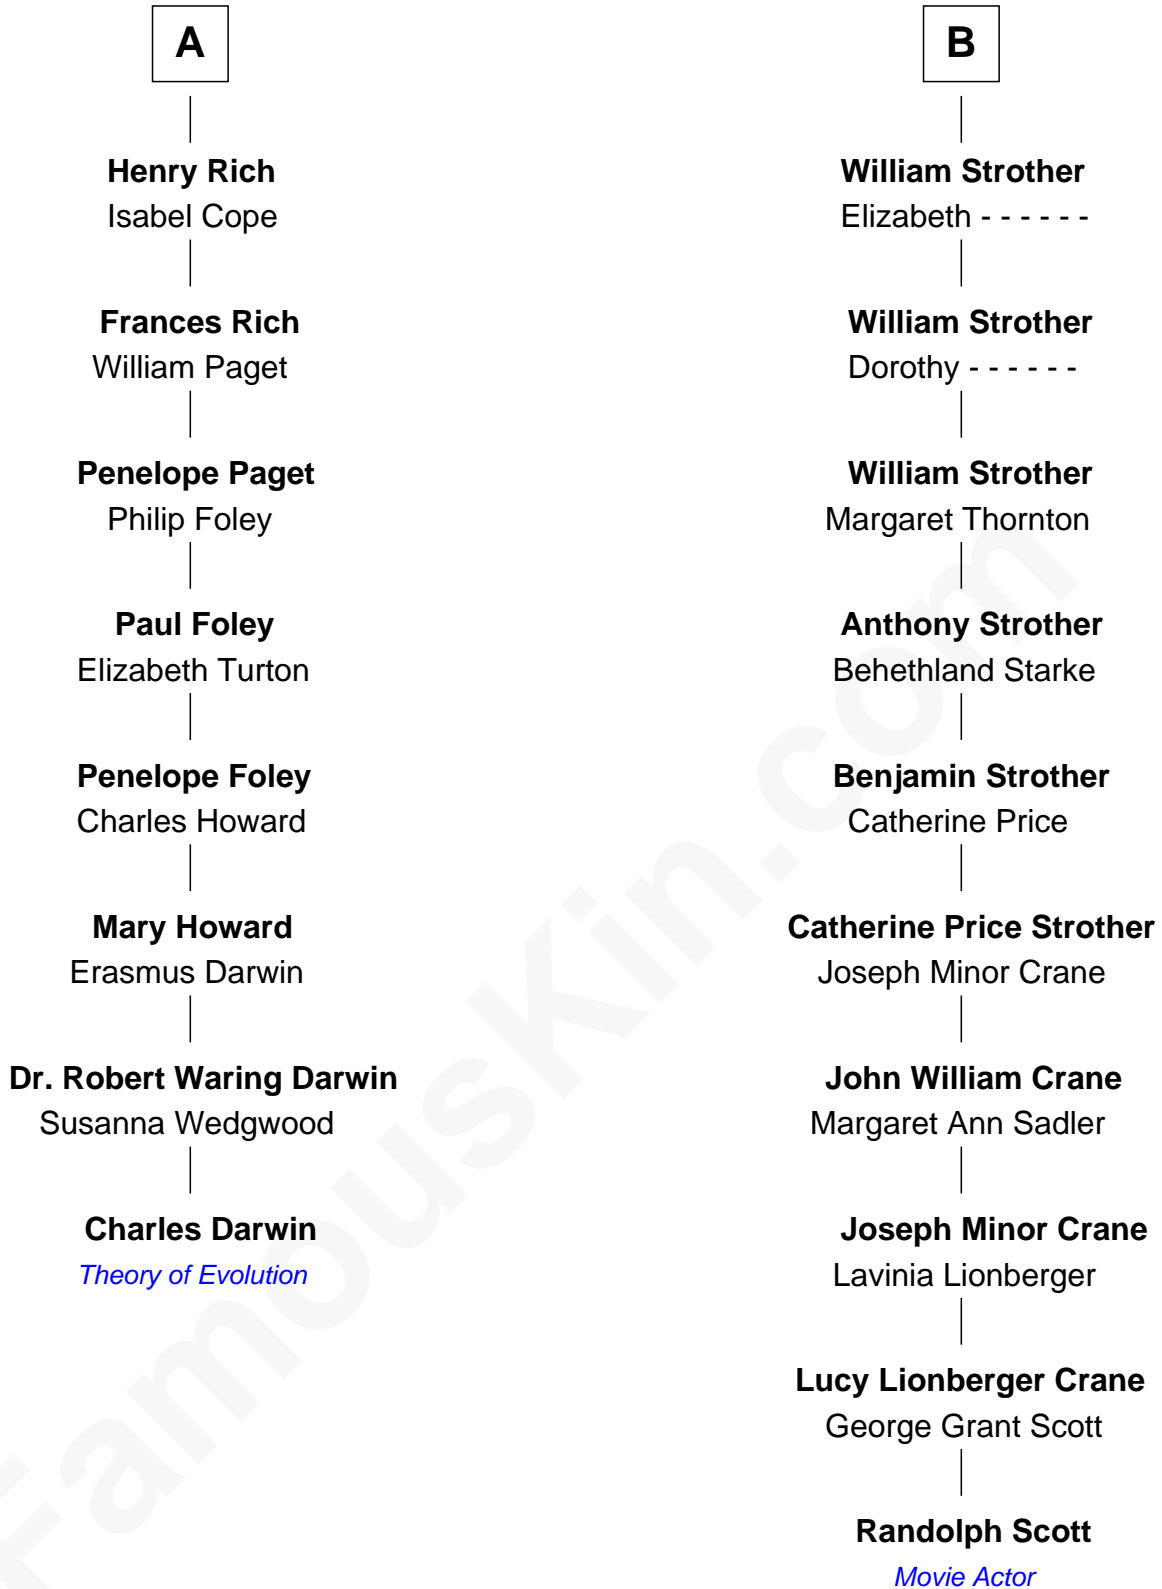 A
Henry Rich
Isabel Cope
Frances Rich
William Paget
Penelope Paget
Philip Foley
Paul Foley
Elizabeth Turton
Penelope Foley
Charles Howard
Mary Howard
Erasmus Darwin
Dr. Robert Waring Darwin
Susanna Wedgwood
Charles Darwin
Theory of Evolution
B
William Strother
Elizabeth - - - - - -
William Strother
Dorothy - - - - - -
William Strother
Margaret Thornton
Anthony Strother
Behethland Starke
Benjamin Strother
Catherine Price
Catherine Price Strother
Joseph Minor Crane
John William Crane
Margaret Ann Sadler
Joseph Minor Crane
Lavinia Lionberger
Lucy Lionberger Crane
George Grant Scott
Randolph Scott
Movie Actor
FamousKin.com